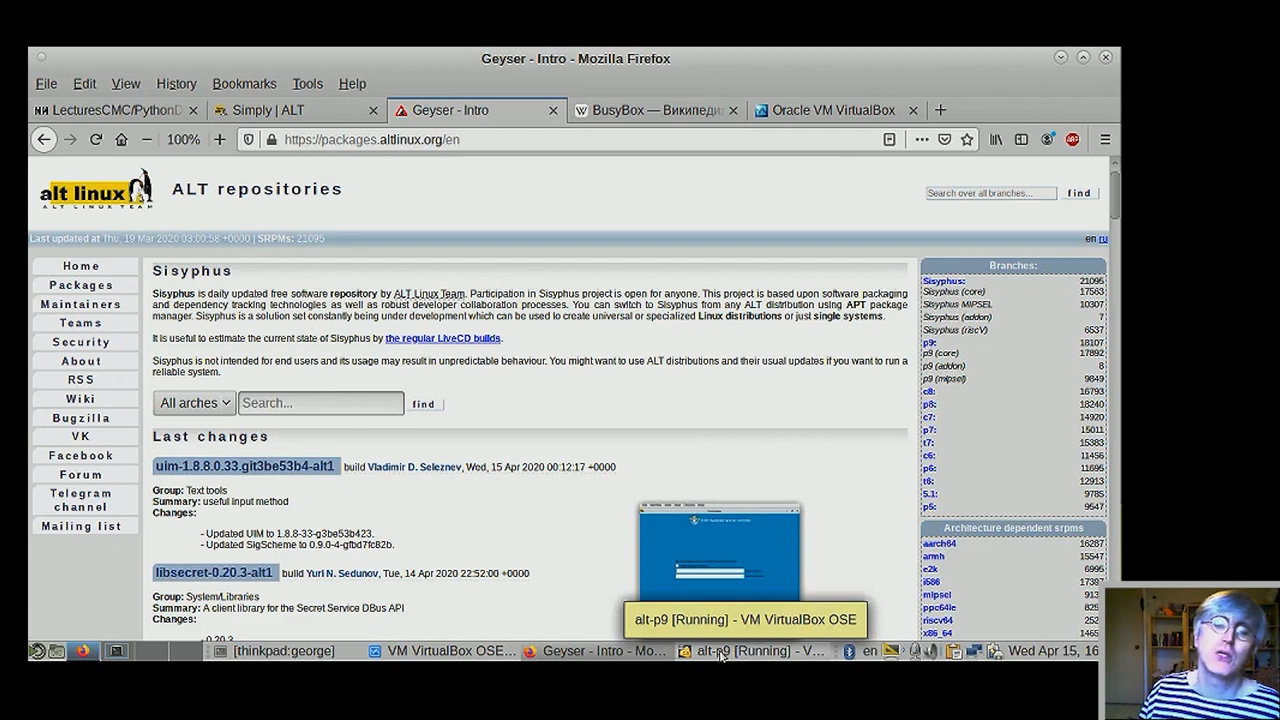 Geyser - Intro - Mozilla Firefox
File Edit View History Bookmarks Tools Help
LecturesCMC/PythonD
Simply | ALT
Geyser - Intro
BusyBox — Википедия
Oracle VM VirtualBox
100%
https://packages.altlinux.org/en
alt linux
ALT LINUX TEAM
ALT repositories
Search over all branches...
find
Last updated at Thu, 19 Mar 2020 03:00:58 +0000 | SRPMs: 21095
en ru
Home
Packages
Maintainers
Teams
Security
About
RSS
Wiki
Bugzilla
VK
Facebook
Forum
Telegram
channel
Mailing list
Sisyphus
Sisyphus is daily updated free software repository by ALT Linux Team. Participation in Sisyphus project is open for anyone. This project is based upon software packaging
and dependency tracking technologies as well as robust developer collaboration processes. You can switch to Sisyphus from any ALT distribution using APT package
manager. Sisyphus is a solution set constantly being under development which can be used to create universal or specialized Linux distributions or just single systems.
It is useful to estimate the current state of Sisyphus by the regular LiveCD builds.
Sisyphus is not intended for end users and its usage may result in unpredictable behaviour. You might want to use ALT distributions and their usual updates if you want to run a
reliable system.
All arches
Search...
find
Last changes
uim-1.8.8.0.33.git3be53b4-alt1 build Vladimir D. Seleznev, Wed, 15 Apr 2020 00:12:17 +0000
Group: Text tools
Summary: useful input method
Changes:
- Updated UIM to 1.8.8-33-g3be53b423.
- Updated SigScheme to 0.9.0-4-gfbd7fc82b.
libsecret-0.20.3-alt1 build Yuri N. Sedunov, Tue, 14 Apr 2020 22:52:00 +0000
Group: System/Libraries
Summary: A client library for the Secret Service DBus API
Changes:
- 0.20.3
Branches:
Sisyphus: 21095
Sisyphus (core) 17583
Sisyphus MIPSEL 10307
Sisyphus (addon) 7
Sisyphus (riscV) 6537
p9: 18107
p9 (core) 17892
p9 (addon) 8
p9 (mipsel) 9849
c8: 16793
p8: 18240
c7: 14920
p7: 15011
t7: 15383
c6: 11456
p6: 11695
t6: 12913
5.1: 9785
p5: 9547
Architecture dependent srpms
aarch64 16287
armh 15547
e2k 6995
i586
mipsel
ppc64le
riscv64
x86_64
alt-p9 [Running] - VM VirtualBox OSE
[thinkpad:george]
VM VirtualBox OSE...
Geyser - Intro - Mo...
alt-p9 [Running] - V...
en
Wed Apr 15, 16